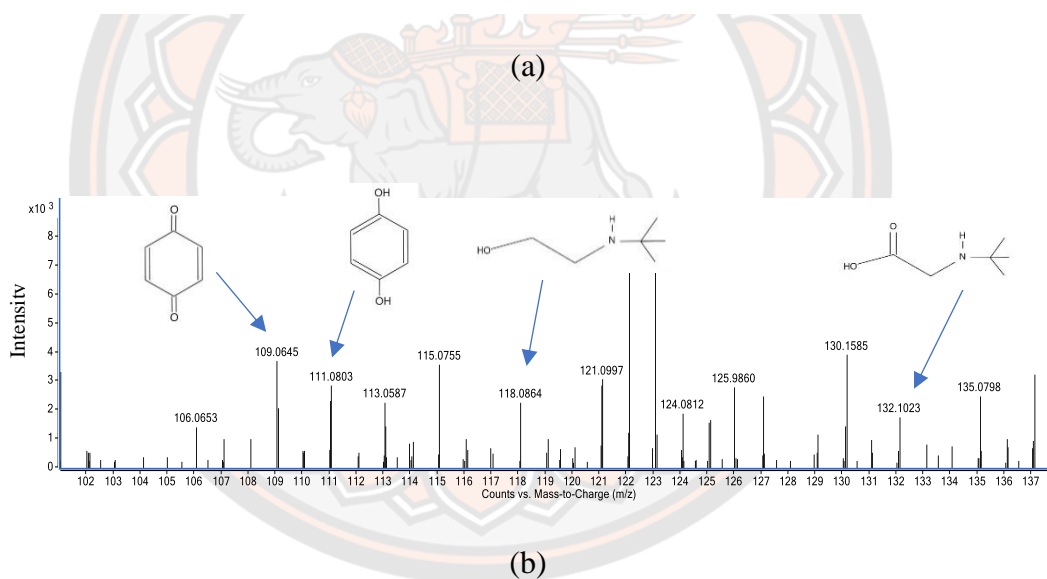 (a)
x10 3
8
7
6
5
4
3
2
1
0
Intensity
O
O
OH
OH
HO
H
N
O
HO
H
N
106.0653
109.0645
111.0803
113.0587
115.0755
118.0864
121.0997
124.0812
125.9860
130.1585
132.1023
135.0798
102 103 104 105 106 107 108 109 110 111 112 113 114 115 116 117 118 119 120 121 122 123 124 125 126 127 128 129 130 131 132 133 134 135 136 137
Counts vs. Mass-to-Charge (m/z)
(b)